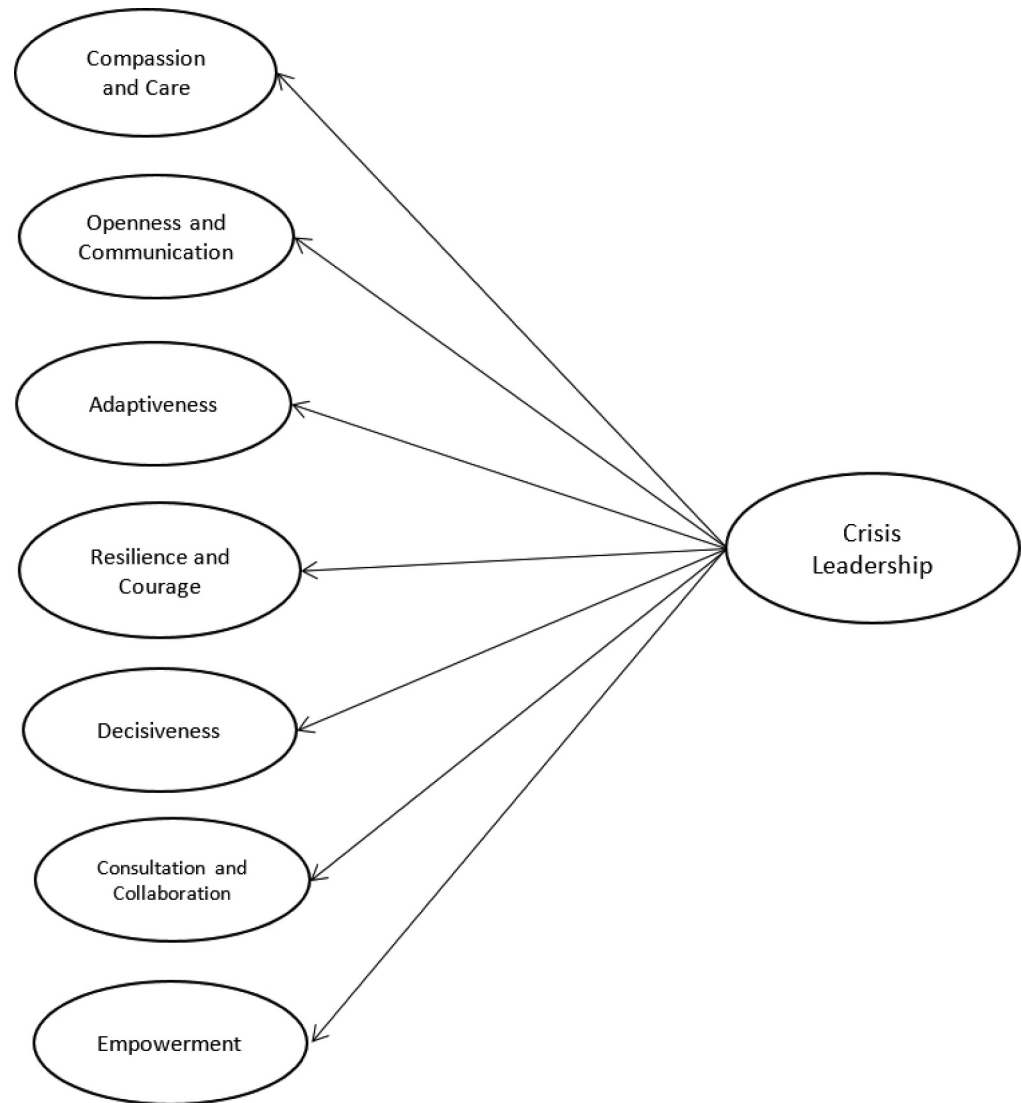 Compassion
and Care
Openness and
Communication
Adaptiveness
Resilience and
Courage
Crisis
Leadership
Decisiveness
Consultation and
Collaboration
Empowerment